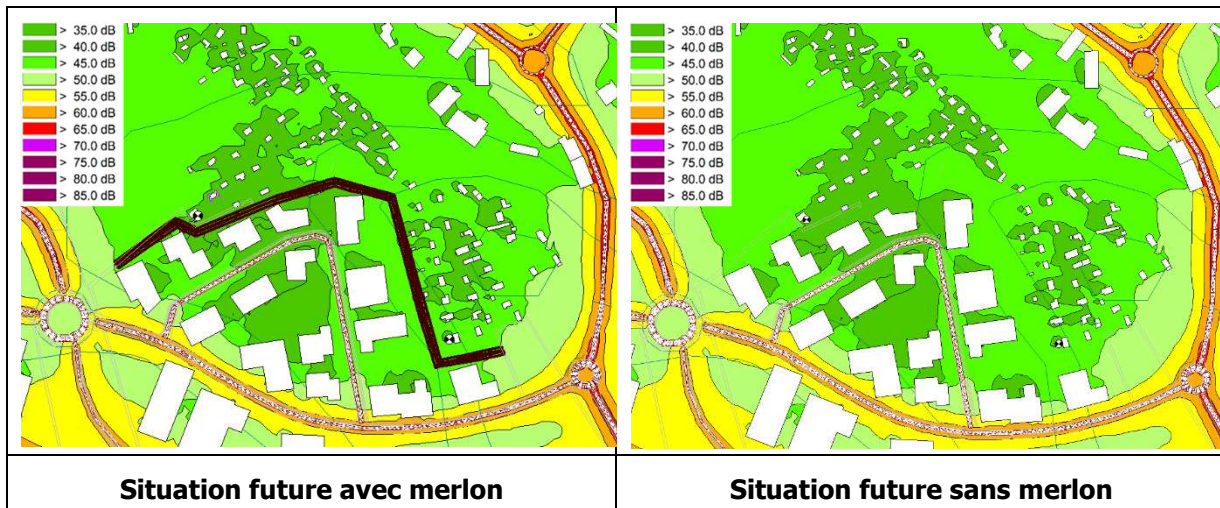 > 35.0 dB
> 40.0 dB
> 45.0 dB
> 50.0 dB
> 55.0 dB
> 60.0 dB
> 65.0 dB
> 70.0 dB
> 75.0 dB
> 80.0 dB
> 85.0 dB
Situation future avec merlon
> 35.0 dB
> 40.0 dB
> 45.0 dB
> 50.0 dB
> 55.0 dB
> 60.0 dB
> 65.0 dB
> 70.0 dB
> 75.0 dB
> 80.0 dB
> 85.0 dB
Situation future sans merlon